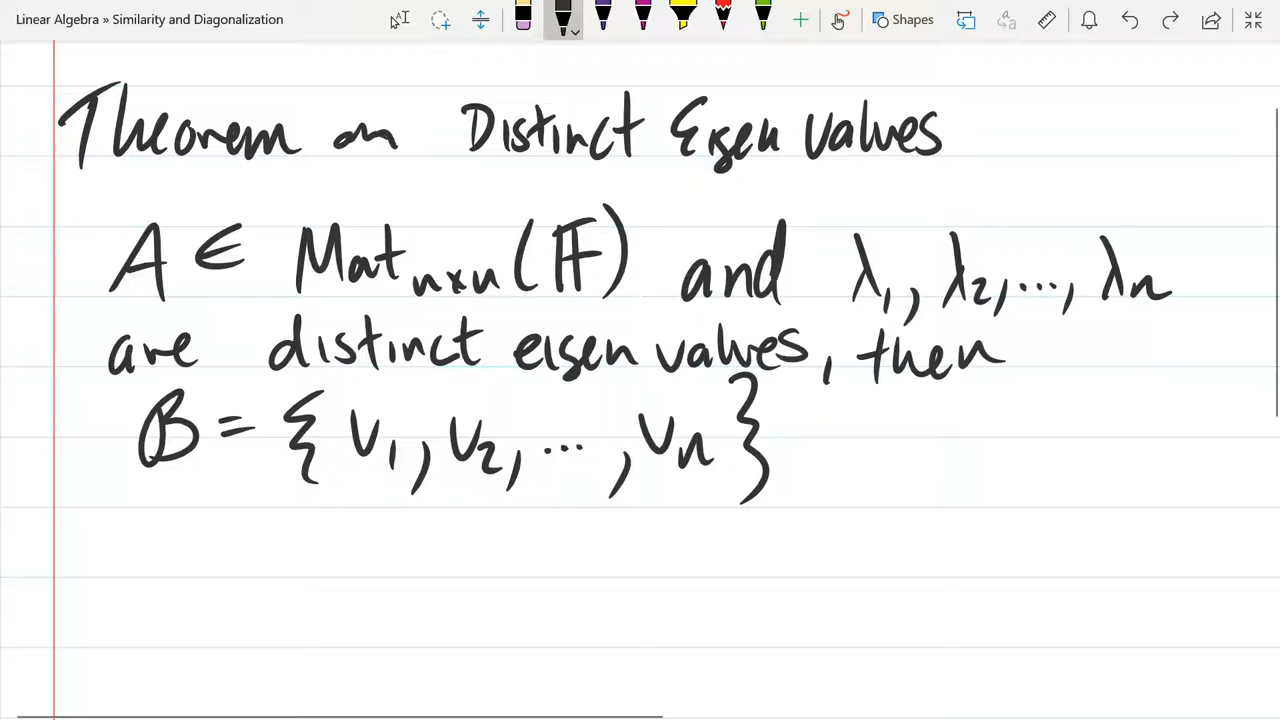 Linear Algebra » Similarity and Diagonalization
Shapes
Theorem on Distinct Eigen values
A ∈ Mat_{n×n}(𝔽) and λ₁, λ₂, ..., λₙ
are distinct eigen values, then
B = { v₁, v₂, ..., vₙ }